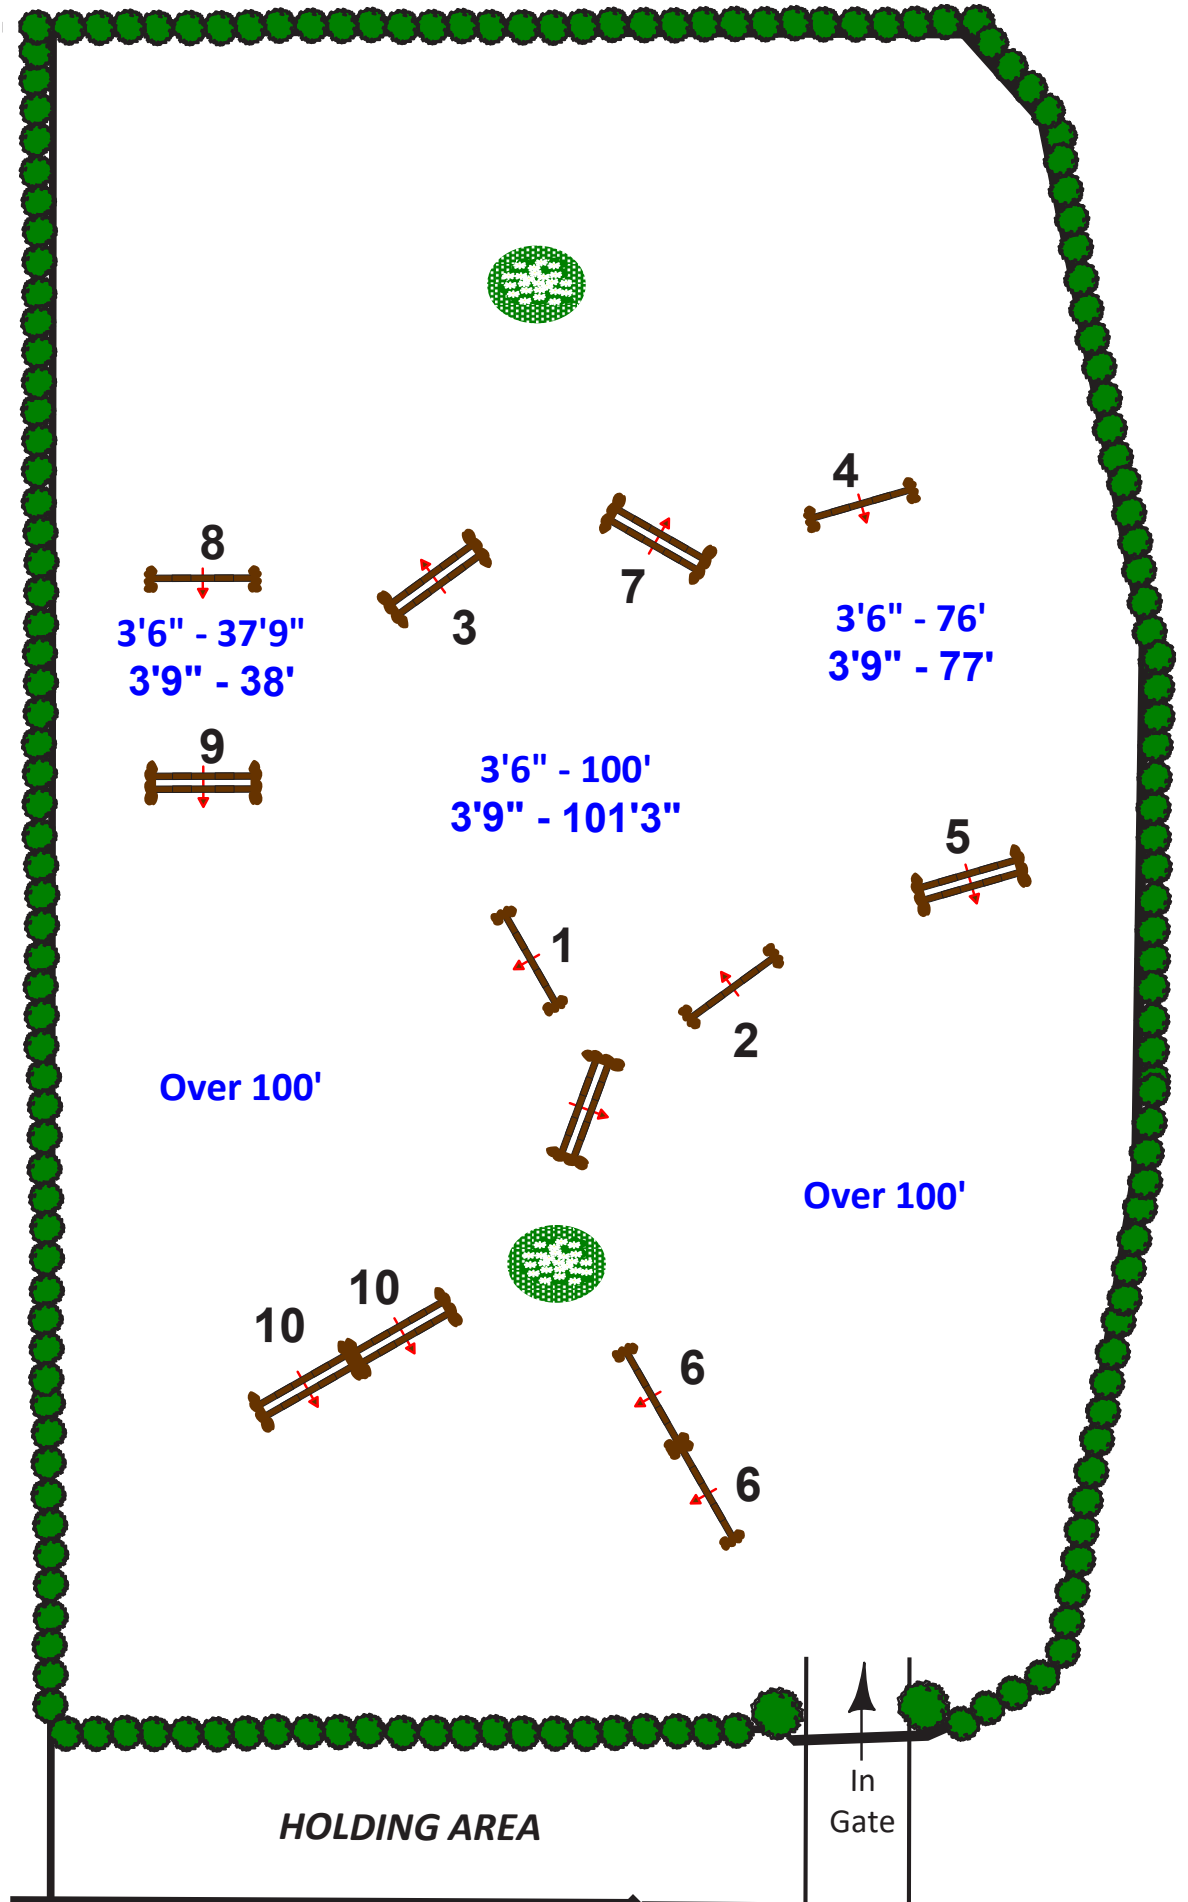 4
8
7
3
3'6" - 37'9"
3'9" - 38'
3'6" - 76'
3'9" - 77'
9
3'6" - 100'
3'9" - 101'3"
5
1
2
Over 100'
Over 100'
10
10
6
6
In
Gate
HOLDING AREA